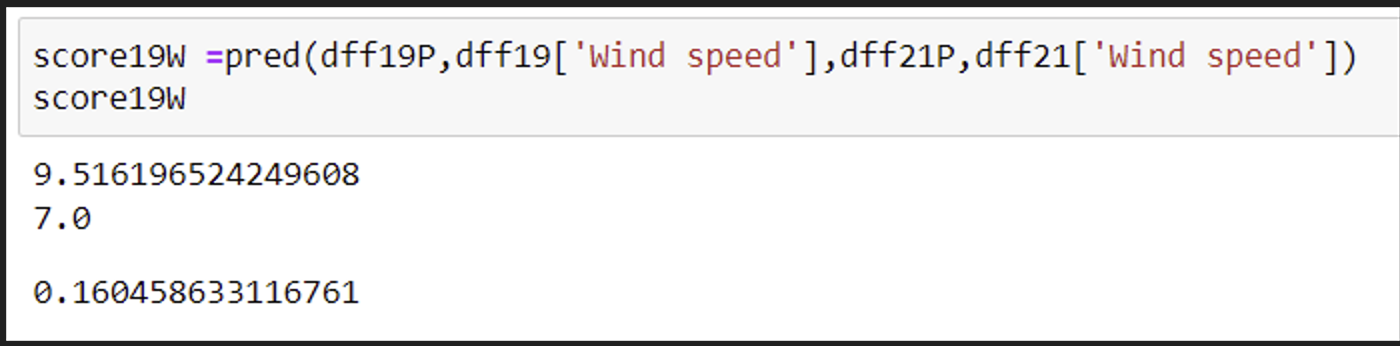 score19W =pred(dff19P,dff19['Wind speed'],dff21P,dff21['Wind speed'])
score19W
9.516196524249608
7.0
0.160458633116761